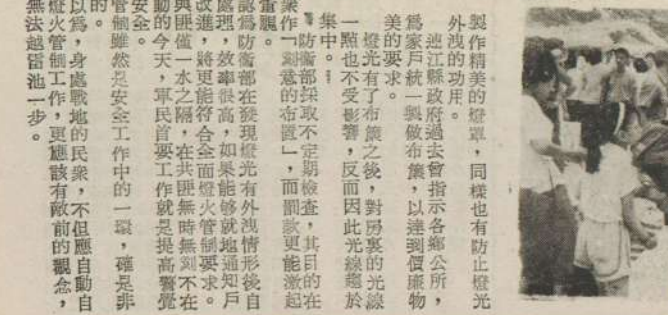 製作精美的燈罩，同樣也有防止燈光
外洩的功用。
連江縣政府過去曾指示各鄉公所，
爲家戶統一製做布簾，以達到價廉物
美的要求。
燈光有了布簾之後，對房裏的光線
一點也不受影響，反而因此光線趨於
集中。
防衛部採取不定期檢查，其目的在
衆作「刻意的布置」，而罰款更能激起
重視。
認爲防衛部在發現燈光有外洩情形後自
處理，效率很高，如果能够就地通知戶
改進，將更能符合全面燈火管制要求。
與匪僅一水之隔，在共匪無時無刻不在
動的今天，軍民首要工作就是提高警覺
安全。
管制雖然是安全工作中的一環，確是非
的。
以爲，身處戰地的民衆，不但應自動自
燈火管制工作，更應該有敵前的觀念，
無法越雷池一步。